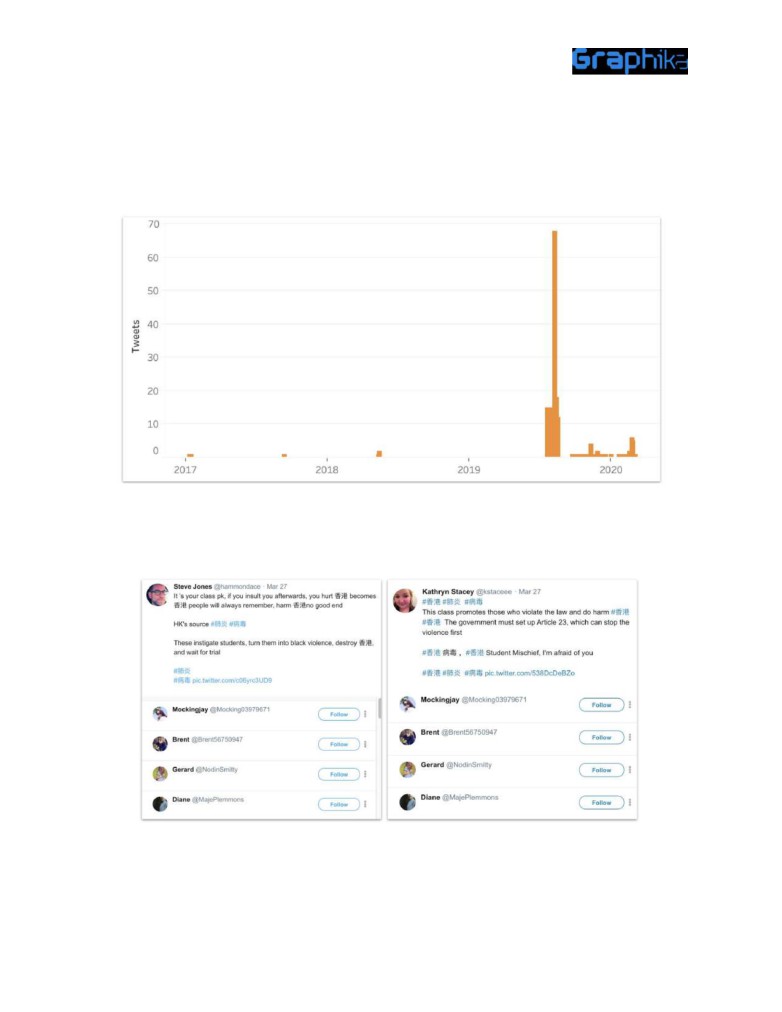 Graphika
70
60
50
40
30
20
10
0
Tweets
2017 2018 2019 2020
Steve Jones @hammondace · Mar 27
It 's your class pk, if you insult you afterwards, you hurt 香港 becomes
香港 people will always remember, harm 香港no good end
HK's source #肺炎 #病毒
These instigate students, turn them into black violence, destroy 香港,
and wait for trial
#肺炎
#病毒 pic.twitter.com/c06yrc3UD9
Mockingjay @Mocking03979671
Follow
Brent @Brent56750947
Follow
Gerard @NodinSmitty
Follow
Diane @MajePlemmons
Follow
Kathryn Stacey @kstaceee · Mar 27
#香港 #肺炎 #病毒
This class promotes those who violate the law and do harm #香港
#香港 The government must set up Article 23, which can stop the
violence first
#香港 病毒 , #香港 Student Mischief, I'm afraid of you
#香港 #肺炎 #病毒 pic.twitter.com/538DcDeBZo
Mockingjay @Mocking03979671
Follow
Brent @Brent56750947
Follow
Gerard @NodinSmitty
Follow
Diane @MajePlemmons
Follow